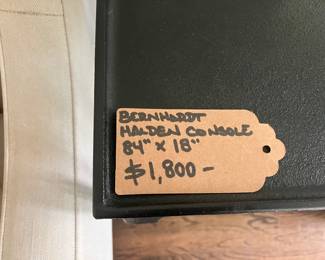 BERNHARDT
HALDEN CONSOLE
84" x 18"
$1,800-